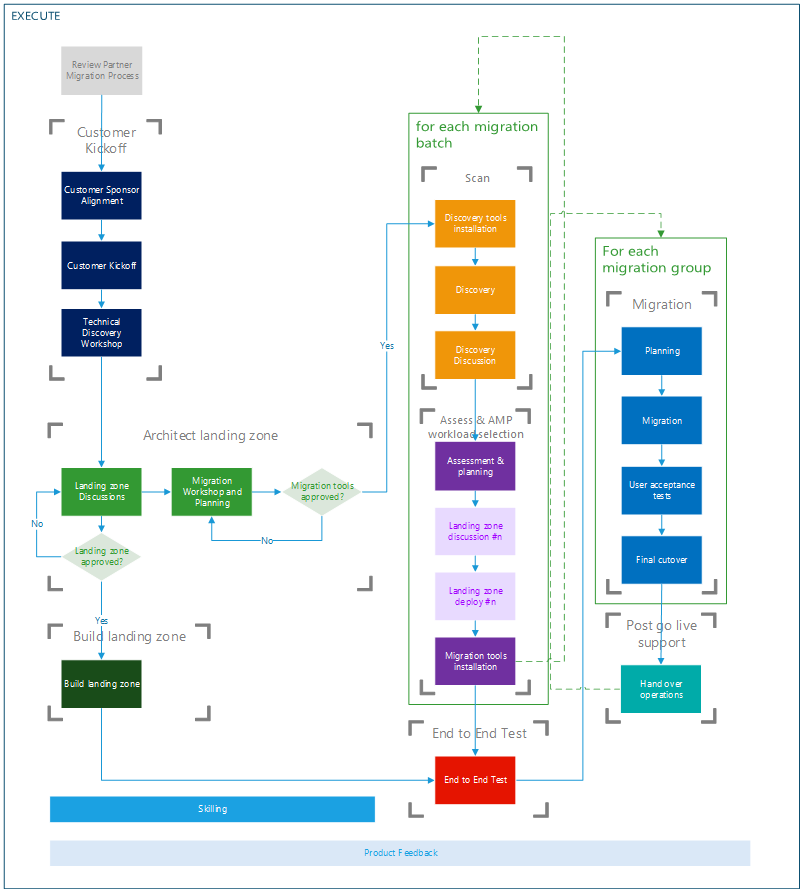 EXECUTE
Review Partner
Migration Process
Customer
Kickoff
Customer Sponsor
Alignment
Customer Kickoff
Technical
Discovery
Workshop
Architect landing zone
Landing zone
Discussions
Migration
Workshop and
Planning
Migration tools
approved?
Yes
No
No
Landing zone
approved?
Yes
Build landing zone
Build landing zone
for each migration
batch
Scan
Discovery tools
installation
Discovery
Discovery
Discussion
Assess & AMP
workload selection
Assessment &
planning
Landing zone
discussion #n
Landing zone
deploy #n
Migration tools
installation
End to End Test
End to End Test
For each
migration group
Migration
Planning
Migration
User acceptance
tests
Final cutover
Post go live
support
Hand over
operations
Skilling
Product Feedback